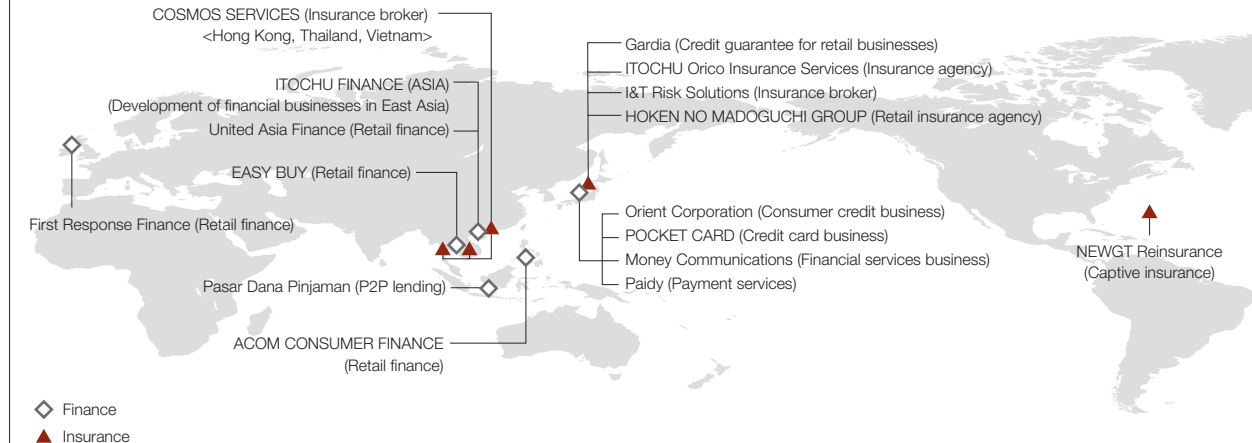 COSMOS SERVICES (Insurance broker)
<Hong Kong, Thailand, Vietnam>
ITOCHU FINANCE (ASIA)
(Development of financial businesses in East Asia)
United Asia Finance (Retail finance)
EASY BUY (Retail finance)
First Response Finance (Retail finance)
Pasar Dana Pinjaman (P2P lending)
ACOM CONSUMER FINANCE
(Retail finance)
Gardia (Credit guarantee for retail businesses)
ITOCHU Orico Insurance Services (Insurance agency)
I&T Risk Solutions (Insurance broker)
HOKEN NO MADOGUCHI GROUP (Retail insurance agency)
Orient Corporation (Consumer credit business)
POCKET CARD (Credit card business)
Money Communications (Financial services business)
Paidy (Payment services)
NEWGT Reinsurance
(Captive insurance)
Finance
Insurance